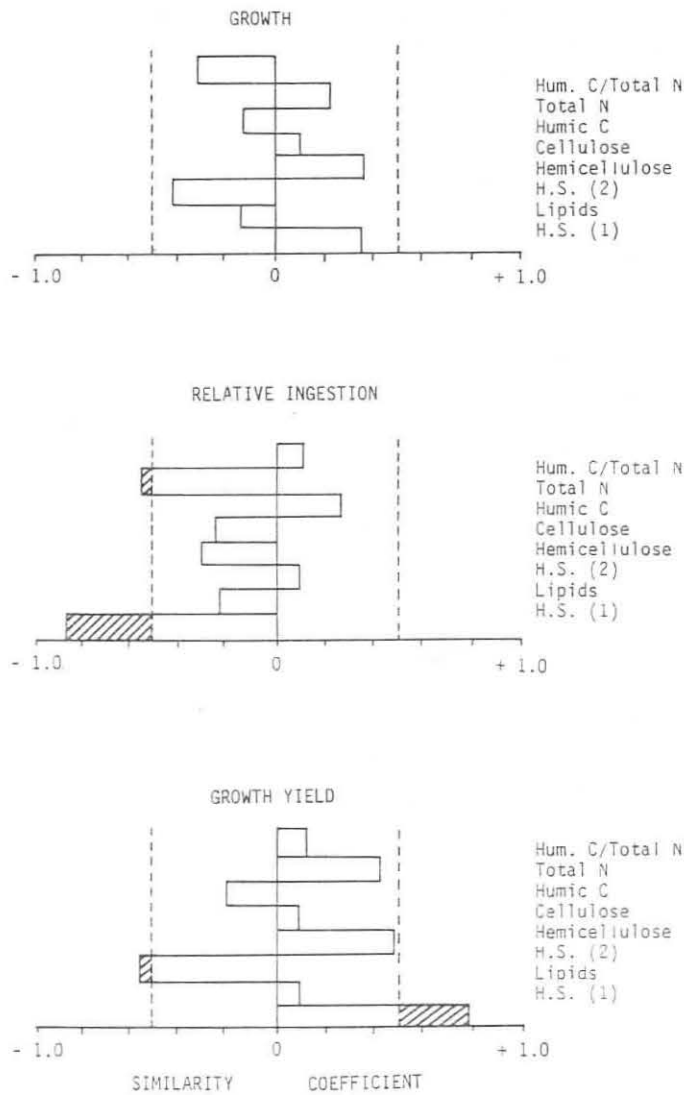 GROWTH
Hum. C/Total N
Total N
Humic C
Cellulose
Hemicellulose
H.S. (2)
Lipids
H.S. (1)
- 1.0 0 + 1.0
RELATIVE INGESTION
Hum. C/Total N
Total N
Humic C
Cellulose
Hemicellulose
H.S. (2)
Lipids
H.S. (1)
- 1.0 0 + 1.0
GROWTH YIELD
Hum. C/Total N
Total N
Humic C
Cellulose
Hemicellulose
H.S. (2)
Lipids
H.S. (1)
- 1.0 0 + 1.0
SIMILARITY COEFFICIENT